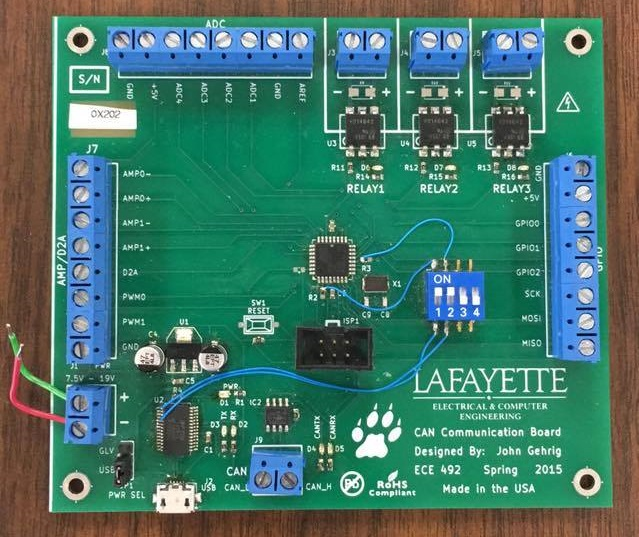 ADC
J3
J4
J5
S/N
GND
+5V
ADC4
ADC3
ADC2
ADC1
GND
AREF
- +
- +
- +
0X202
U3
U4
U5
R11
D6
R14
R12
D7
R15
R13
D8
R16
RELAY1
RELAY2
RELAY3
J7
AMP0-
AMP0+
AMP1-
AMP1+
D2A
PWM0
PWM1
GND
AMP/D2A
GND
+5V
GPIO0
GPIO1
GPIO2
SCK
MOSI
MISO
GPIO
R3
R2
X1
C9 C8
ON
1 2 3 4
SW1
RESET
ISP1
U1
C4
C5
R4
J1 PWR
7.5V - 19V
+
-
U2
PWR
D1 R1
IC2
TX
RX
D3
D2
C1
CANTX
CANRX
D4
D5
J9
CAN
CAN_L
CAN_H
GLV
USB
JP1
PWR SEL
J2
USB
LAFAYETTE
ELECTRICAL & COMPUTER
ENGINEERING
CAN Communication Board
Designed By: John Gehrig
ECE 492 Spring 2015
Made in the USA
Pb
RoHS
Compliant